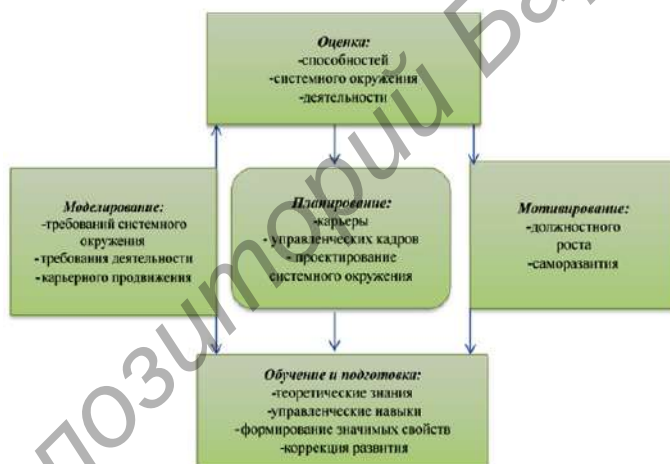 Оценка:
-способностей
-системного окружения
-деятельности
Моделирование:
-требований системного
окружения
-требования деятельности
-карьерного продвижения
Планирование:
-карьеры
- управленческих кадров
- проектирование
системного окружения
Мотивирование:
-должностного
роста
-саморазвития
Обучение и подготовка:
-теоретические знания
-управленческие навыки
-формирование значимых свойств
-коррекция развития